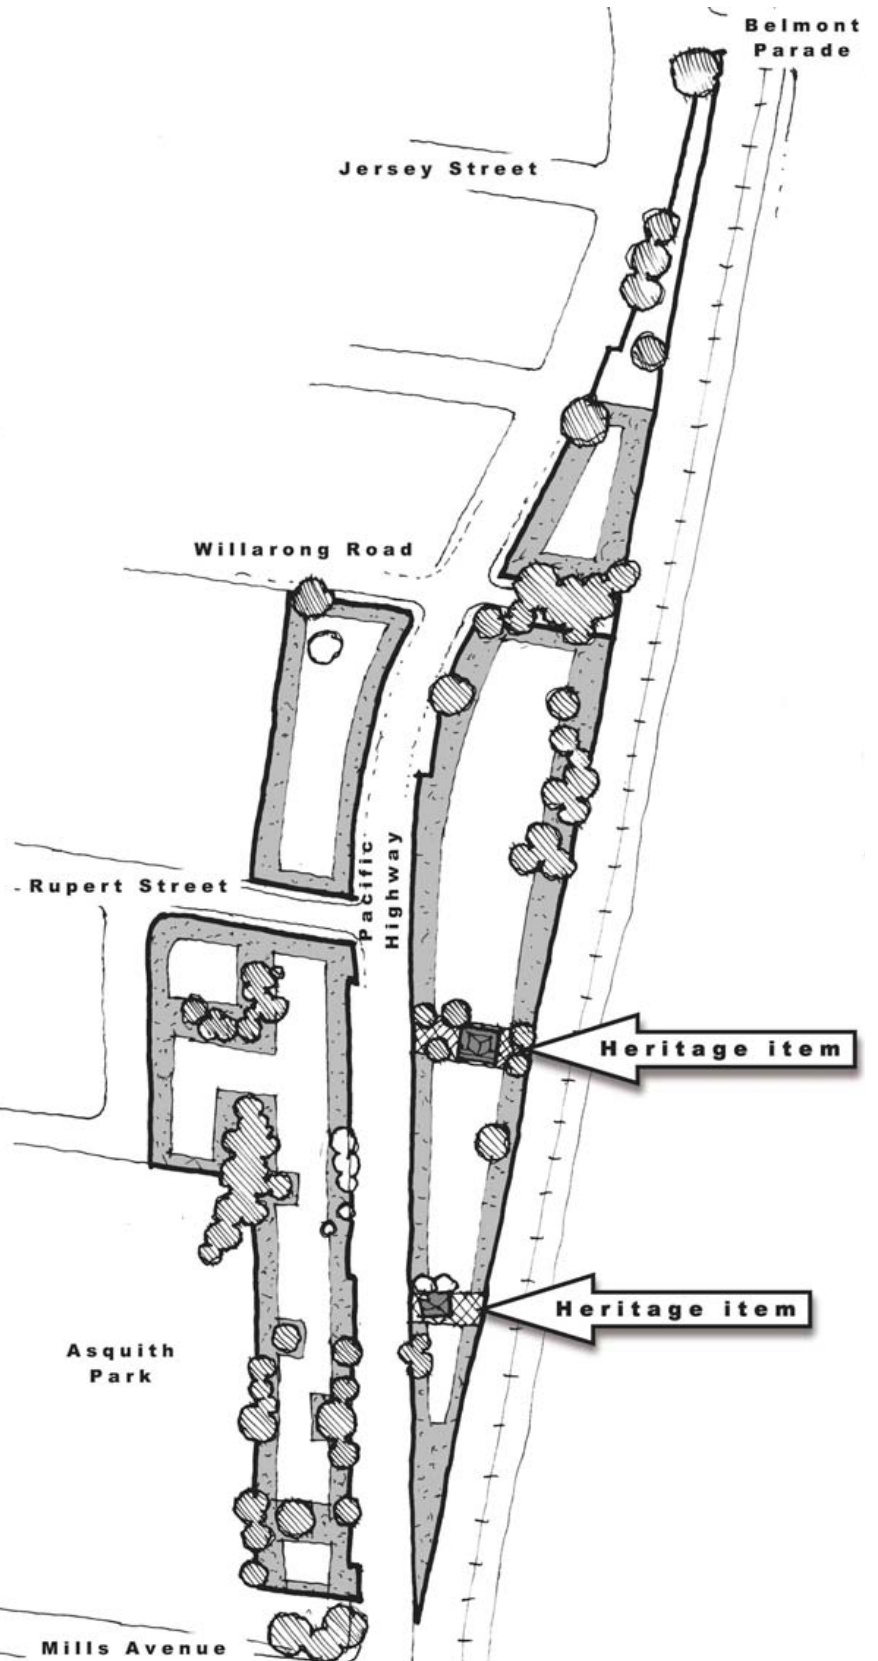 Belmont
Parade
Jersey Street
Willarong Road
Pacific
Highway
Rupert Street
Heritage item
Heritage item
Asquith
Park
Mills Avenue